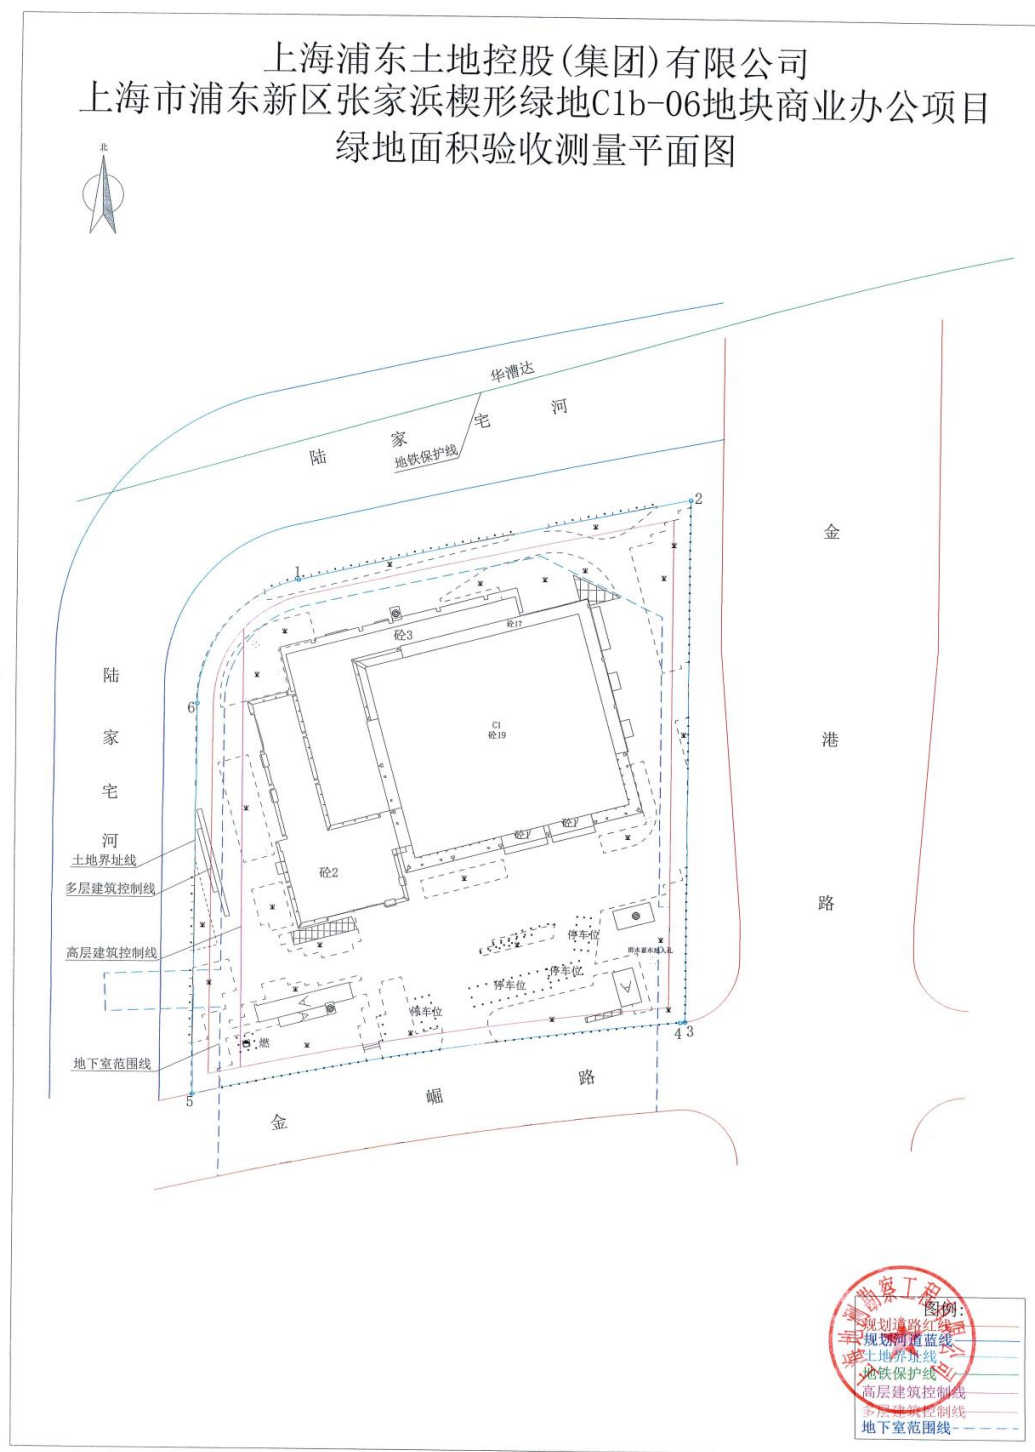 上海浦东土地控股(集团)有限公司
上海市浦东新区张家浜楔形绿地C1b-06地块商业办公项目
绿地面积验收测量平面图
北
华漕达
陆家宅河
地铁保护线
2
1
金港路
砼3
砼17
陆家宅河
6
C1
砼19
土地界址线
多层建筑控制线
砼1
砼1
砼2
高层建筑控制线
停车位
停车位
停车位
停车位
燃
地下室范围线
4
3
5
金崛路
图例:
规划道路红线
规划河道蓝线
土地界址线
地铁保护线
高层建筑控制线
多层建筑控制线
地下室范围线